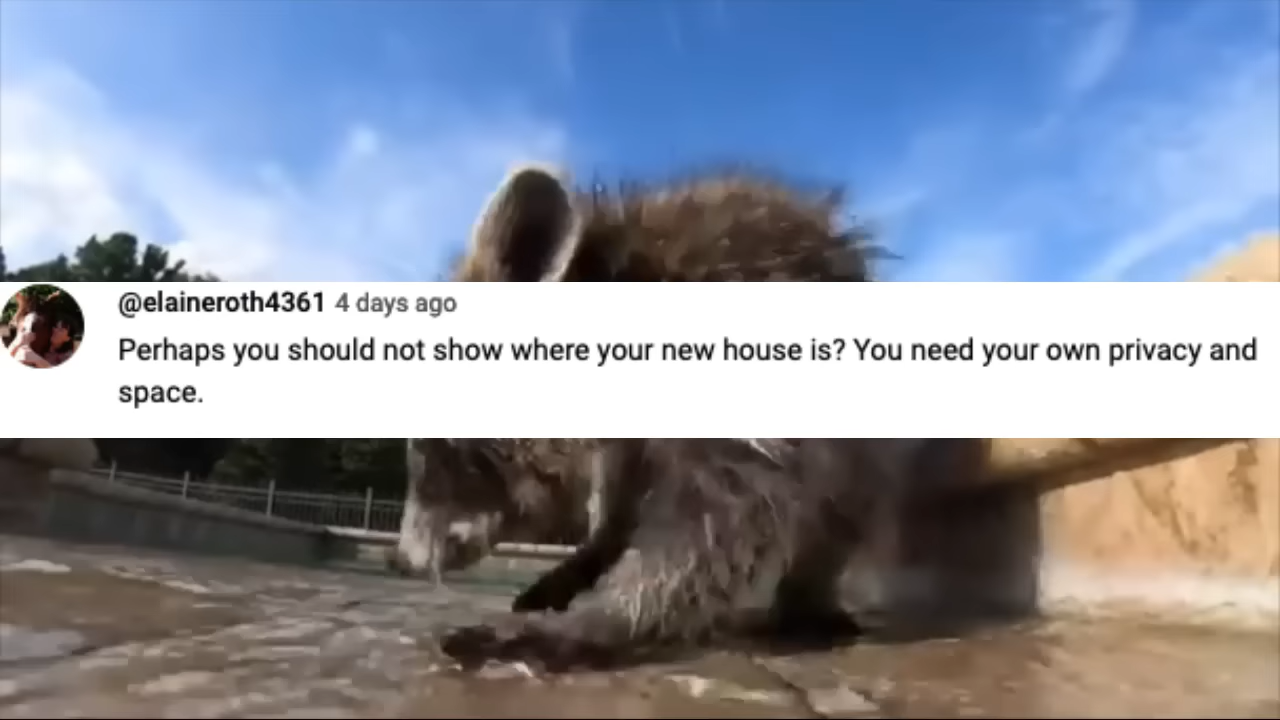 @elaineroth4361 4 days ago
Perhaps you should not show where your new house is? You need your own privacy and
space.